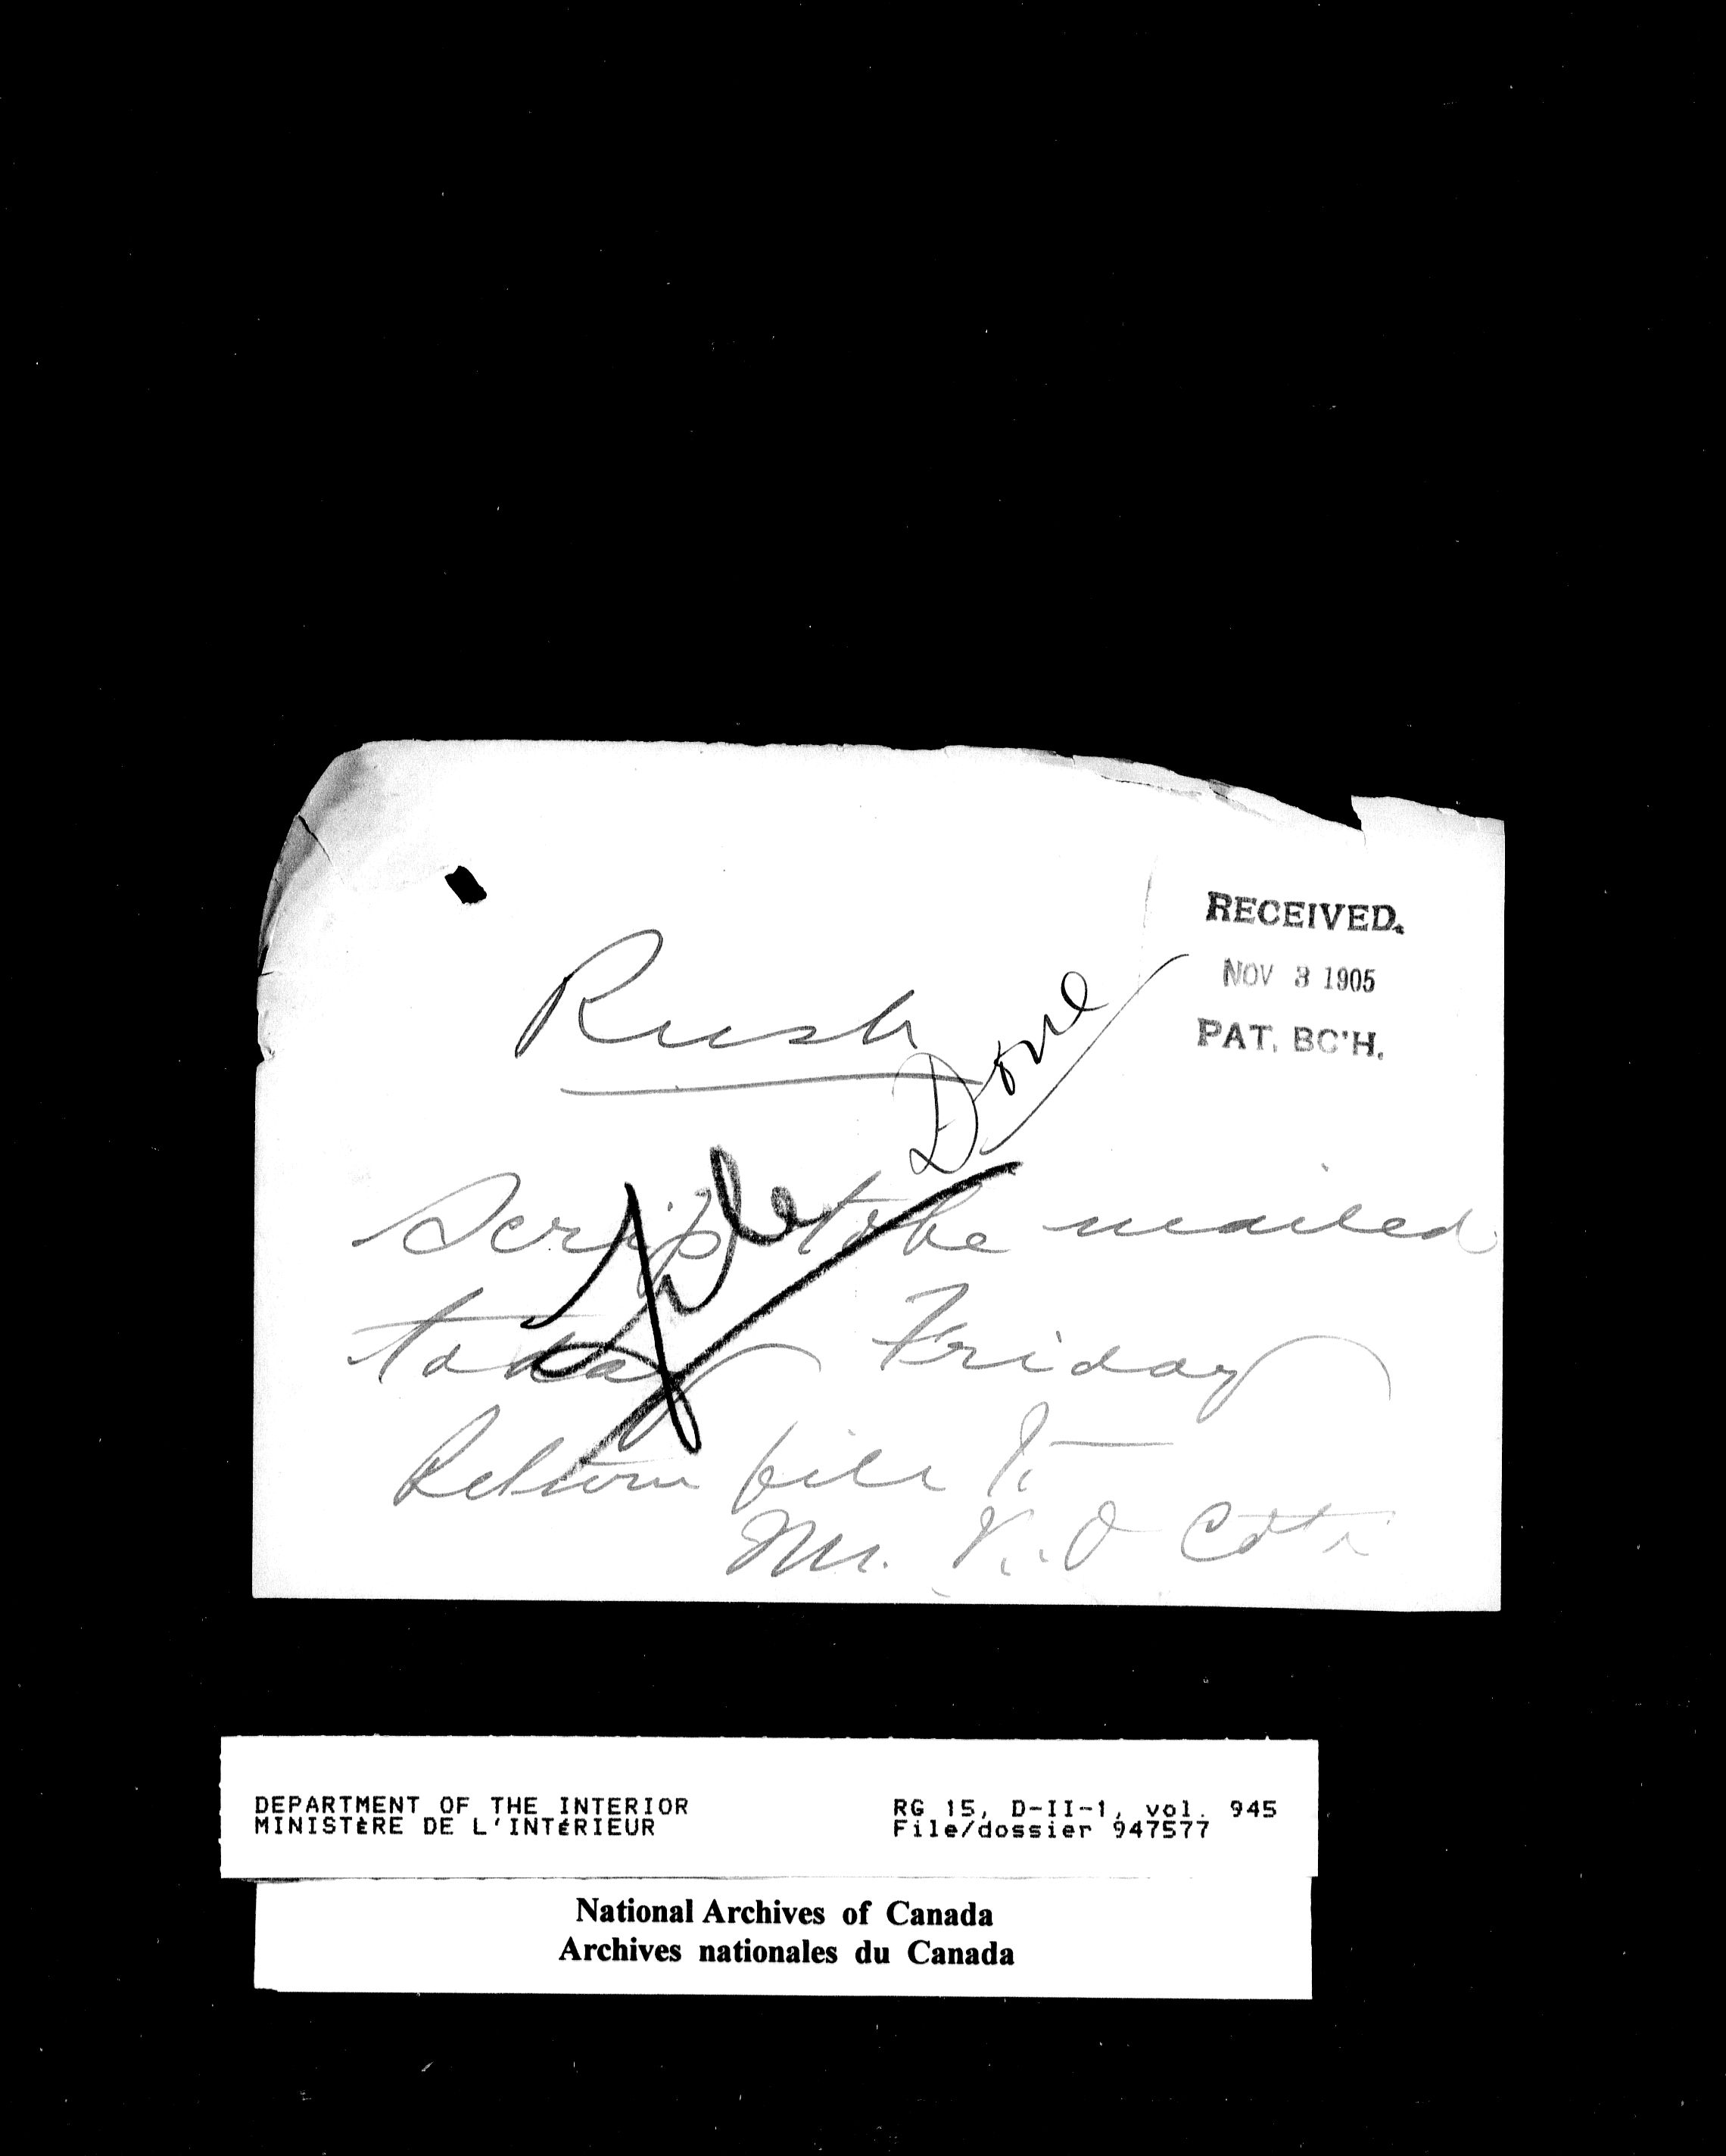 RECEIVED.
NOV 3 1905
PAT. BC'H.
Rush
Done
Scrip to be mailed
today Friday
Return file to
Mr. N. O Coté
DEPARTMENT OF THE INTERIOR
MINISTÈRE DE L'INTÉRIEUR
RG 15, D-II-1, vol. 945
File/dossier 947577
National Archives of Canada
Archives nationales du Canada